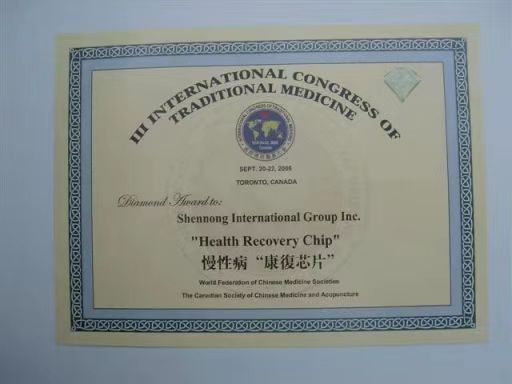 III INTERNATIONAL CONGRESS OF
TRADITIONAL MEDICINE
SEPT. 20-22, 2006
TORONTO, CANADA
Diamond Award to:
Shennong International Group Inc.
"Health Recovery Chip"
慢性病“康復芯片”
World Federation of Chinese Medicine Societies
The Canadian Society of Chinese Medicine and Acupuncture